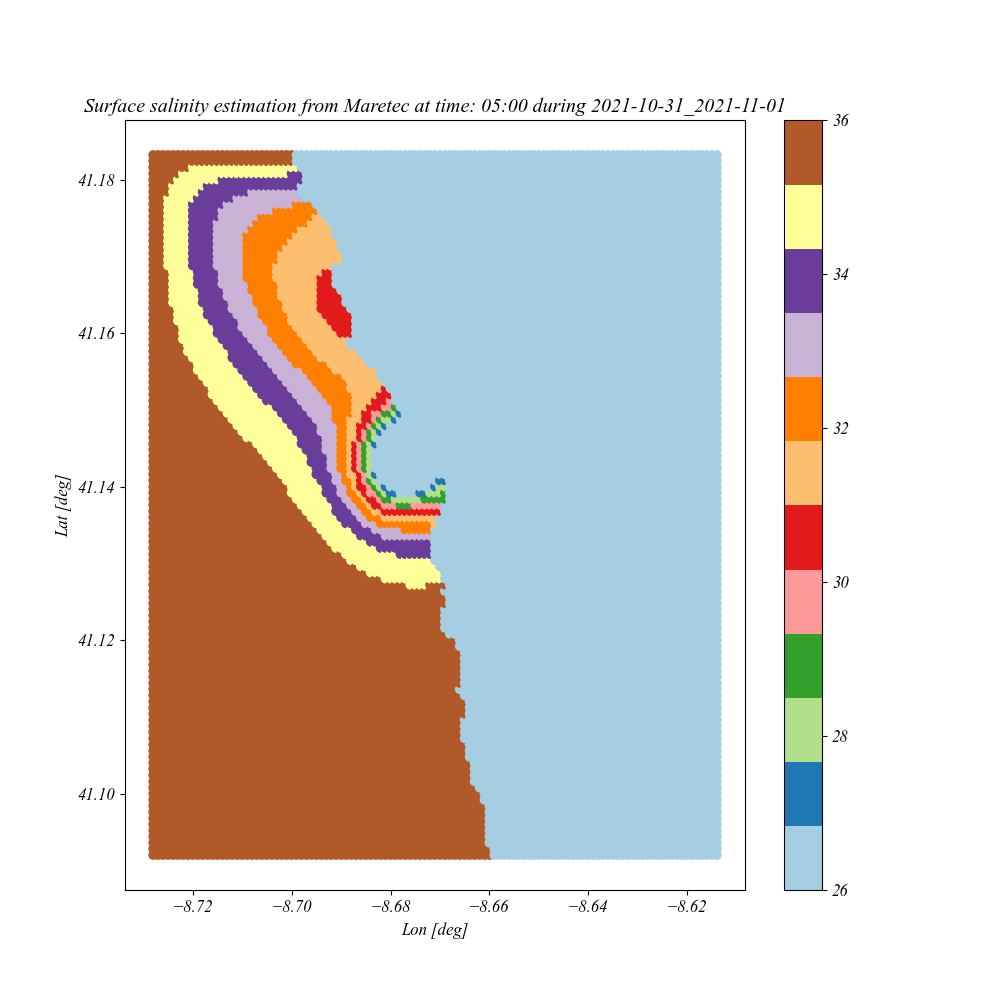 Surface salinity estimation from Maretec at time: 05:00 during 2021-10-31_2021-11-01
36
41.18
34
41.16
32
41.14
Lat [deg]
30
41.12
28
41.10
26
−8.72 −8.70 −8.68 −8.66 −8.64 −8.62
Lon [deg]